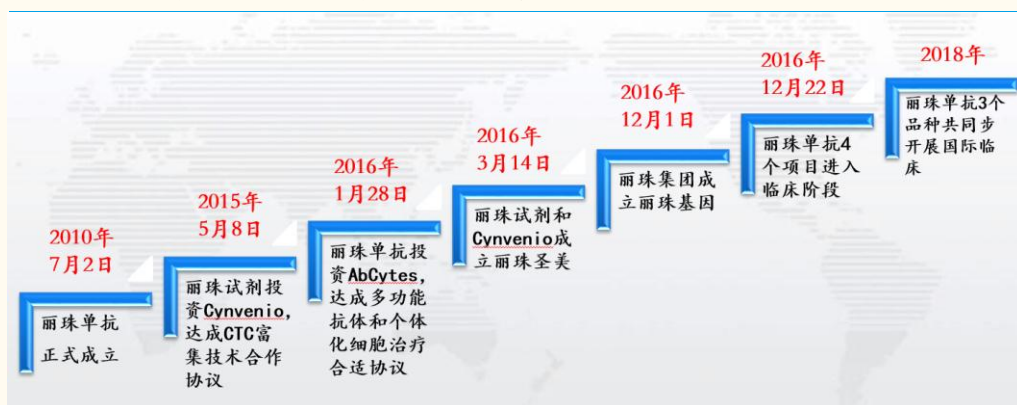 2010年
7月2日
丽珠单抗
正式成立
2015年
5月8日
丽珠试剂投
资Cynvenio，
达成CTC富
集技术合作
协议
2016年
1月28日
丽珠单抗投
资AbCytes，
达成多功能
抗体和个体
化细胞治疗
合适协议
2016年
3月14日
丽珠试剂和
Cynvenio成
立丽珠圣美
2016年
12月1日
丽珠集团成
立丽珠基因
2016年
12月22日
丽珠单抗4
个项目进入
临床阶段
2018年
丽珠单抗3个
品种共同步
开展国际临
床